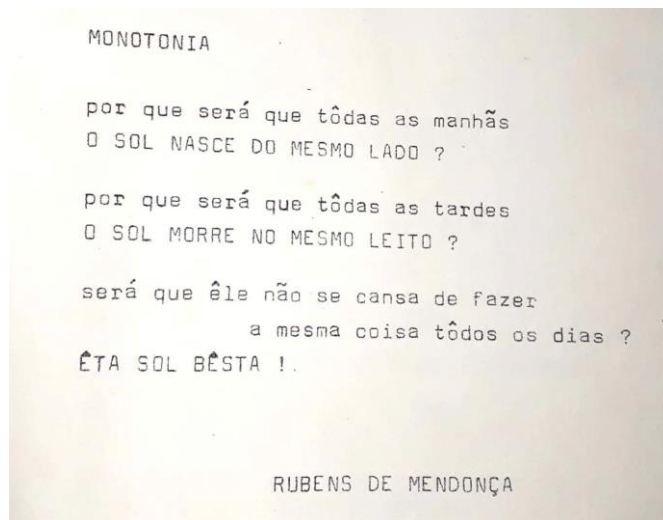 MONOTONIA
por que será que tôdas as manhãs
O SOL NASCE DO MESMO LADO ?
por que será que tôdas as tardes
O SOL MORRE NO MESMO LEITO ?
será que êle não se cansa de fazer
a mesma coisa tôdos os dias ?
ÊTA SOL BÊSTA !.
RUBENS DE MENDONÇA